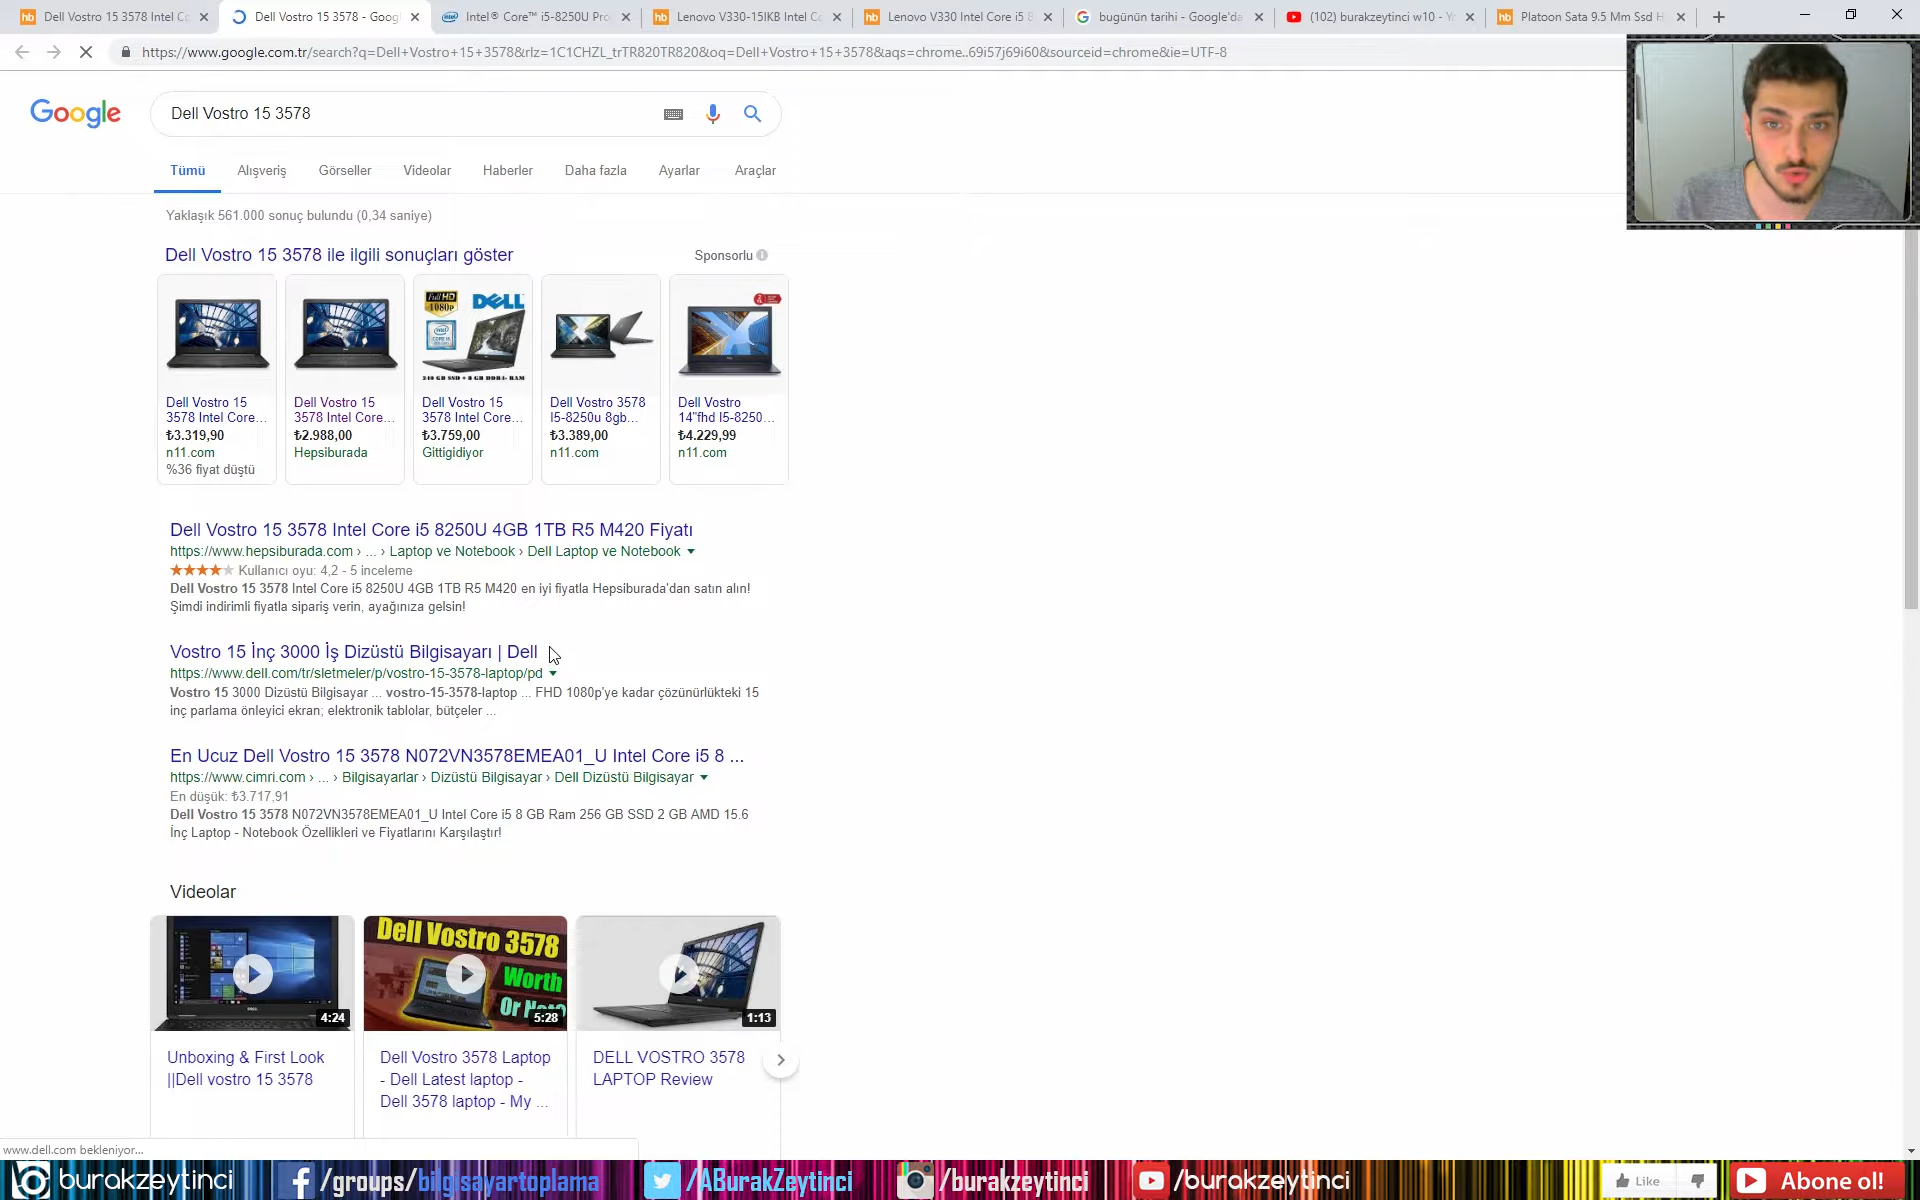 Dell Vostro 15 3578 Intel Co
Dell Vostro 15 3578 - Goog
Intel® Core™ i5-8250U Pro
Lenovo V330-15IKB Intel Co
Lenovo V330 Intel Core i5 8
bugünün tarihi - Google'da
(102) burakzeytinci w10 - Yo
Platoon Sata 9.5 Mm Ssd H
https://www.google.com.tr/search?q=Dell+Vostro+15+3578&rlz=1C1CHZL_trTR820TR820&oq=Dell+Vostro+15+3578&aqs=chrome..69i57j69i60&sourceid=chrome&ie=UTF-8
Google
Dell Vostro 15 3578
Tümü Alışveriş Görseller Videolar Haberler Daha fazla Ayarlar Araçlar
Yaklaşık 561.000 sonuç bulundu (0,34 saniye)
Dell Vostro 15 3578 ile ilgili sonuçları göster
Sponsorlu
Dell Vostro 15
3578 Intel Core...
₺3.319,90
n11.com
%36 fiyat düştü
Dell Vostro 15
3578 Intel Core...
₺2.988,00
Hepsiburada
Full HD
1080p
DELL
240 GB SSD + 8 GB DDR4- RAM
Dell Vostro 15
3578 Intel Core...
₺3.759,00
Gittigidiyor
Dell Vostro 3578
I5-8250u 8gb...
₺3.389,00
n11.com
Dell Vostro
14"fhd I5-8250...
₺4.229,99
n11.com
Dell Vostro 15 3578 Intel Core i5 8250U 4GB 1TB R5 M420 Fiyatı
https://www.hepsiburada.com › ... › Laptop ve Notebook › Dell Laptop ve Notebook
Kullanıcı oyu: 4,2 - 5 inceleme
Dell Vostro 15 3578 Intel Core i5 8250U 4GB 1TB R5 M420 en iyi fiyatla Hepsiburada'dan satın alın!
Şimdi indirimli fiyatla sipariş verin, ayağınıza gelsin!
Vostro 15 İnç 3000 İş Dizüstü Bilgisayarı | Dell
https://www.dell.com/tr/sletmeler/p/vostro-15-3578-laptop/pd
Vostro 15 3000 Dizüstü Bilgisayar ... vostro-15-3578-laptop ... FHD 1080p'ye kadar çözünürlükteki 15
inç parlama önleyici ekran; elektronik tablolar, bütçeler ...
En Ucuz Dell Vostro 15 3578 N072VN3578EMEA01_U Intel Core i5 8 ...
https://www.cimri.com › ... › Bilgisayarlar › Dizüstü Bilgisayar › Dell Dizüstü Bilgisayar
En düşük: ₺3.717,91
Dell Vostro 15 3578 N072VN3578EMEA01_U Intel Core i5 8 GB Ram 256 GB SSD 2 GB AMD 15.6
İnç Laptop - Notebook Özellikleri ve Fiyatlarını Karşılaştır!
Videolar
4:24
Dell Vostro 3578
Worth
Or Not?
5:28
1:13
Unboxing & First Look
||Dell vostro 15 3578
Dell Vostro 3578 Laptop
- Dell Latest laptop -
Dell 3578 laptop - My ...
DELL VOSTRO 3578
LAPTOP Review
www.dell.com bekleniyor...
burakzeytinci
/groups/bilgisayartoplama
/ABurakZeytinci
/burakzeytinci
/burakzeytinci
Like
Abone ol!